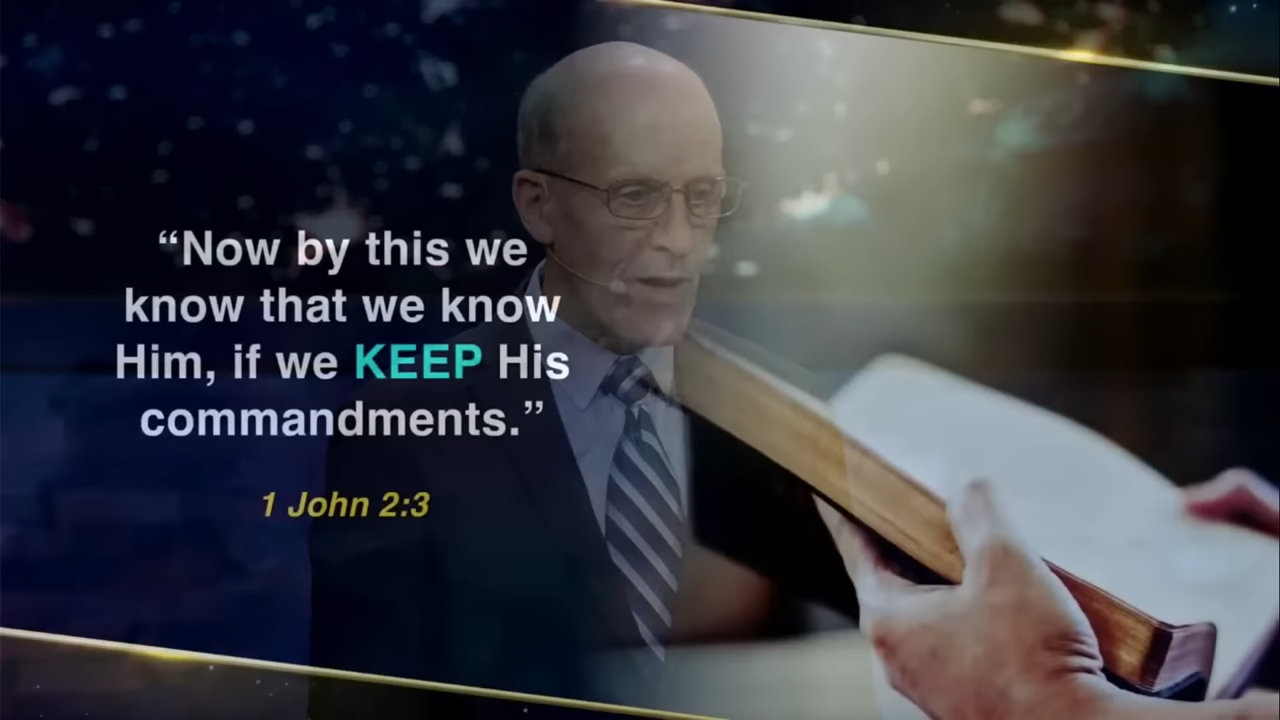 “Now by this we
know that we know
Him, if we KEEP His
commandments.”
1 John 2:3